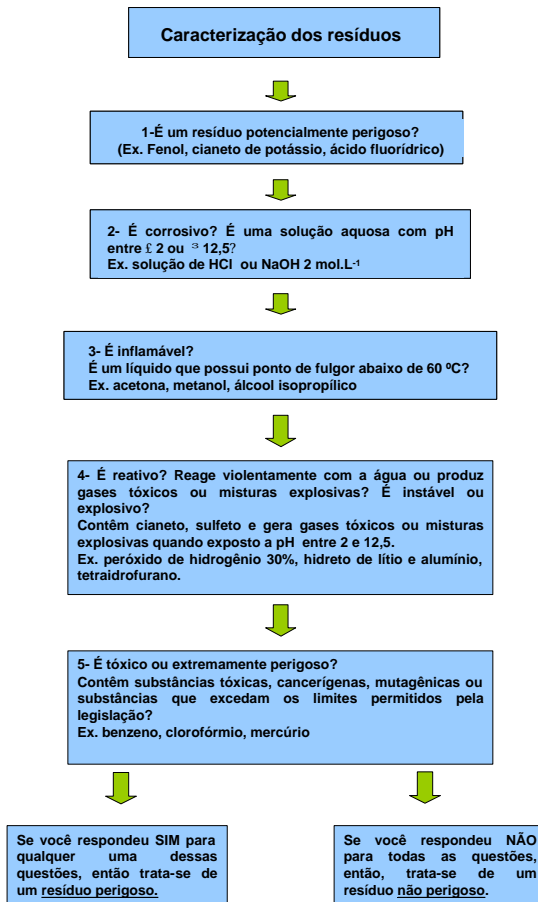 Caracterização dos resíduos
1-É um resíduo potencialmente perigoso?
(Ex. Fenol, cianeto de potássio, ácido fluorídrico)
2- É corrosivo? É uma solução aquosa com pH
entre £ 2 ou ³ 12,5?
Ex. solução de HCl ou NaOH 2 mol.L⁻¹
3- É inflamável?
É um líquido que possui ponto de fulgor abaixo de 60 ºC?
Ex. acetona, metanol, álcool isopropílico
4- É reativo? Reage violentamente com a água ou produz
gases tóxicos ou misturas explosivas? É instável ou
explosivo?
Contêm cianeto, sulfeto e gera gases tóxicos ou misturas
explosivas quando exposto a pH entre 2 e 12,5.
Ex. peróxido de hidrogênio 30%, hidreto de lítio e alumínio,
tetraidrofurano.
5- É tóxico ou extremamente perigoso?
Contêm substâncias tóxicas, cancerígenas, mutagênicas ou
substâncias que excedam os limites permitidos pela
legislação?
Ex. benzeno, clorofórmio, mercúrio
Se você respondeu SIM para
qualquer uma dessas
questões, então trata-se de
um resíduo perigoso.
Se você respondeu NÃO
para todas as questões,
então, trata-se de um
resíduo não perigoso.